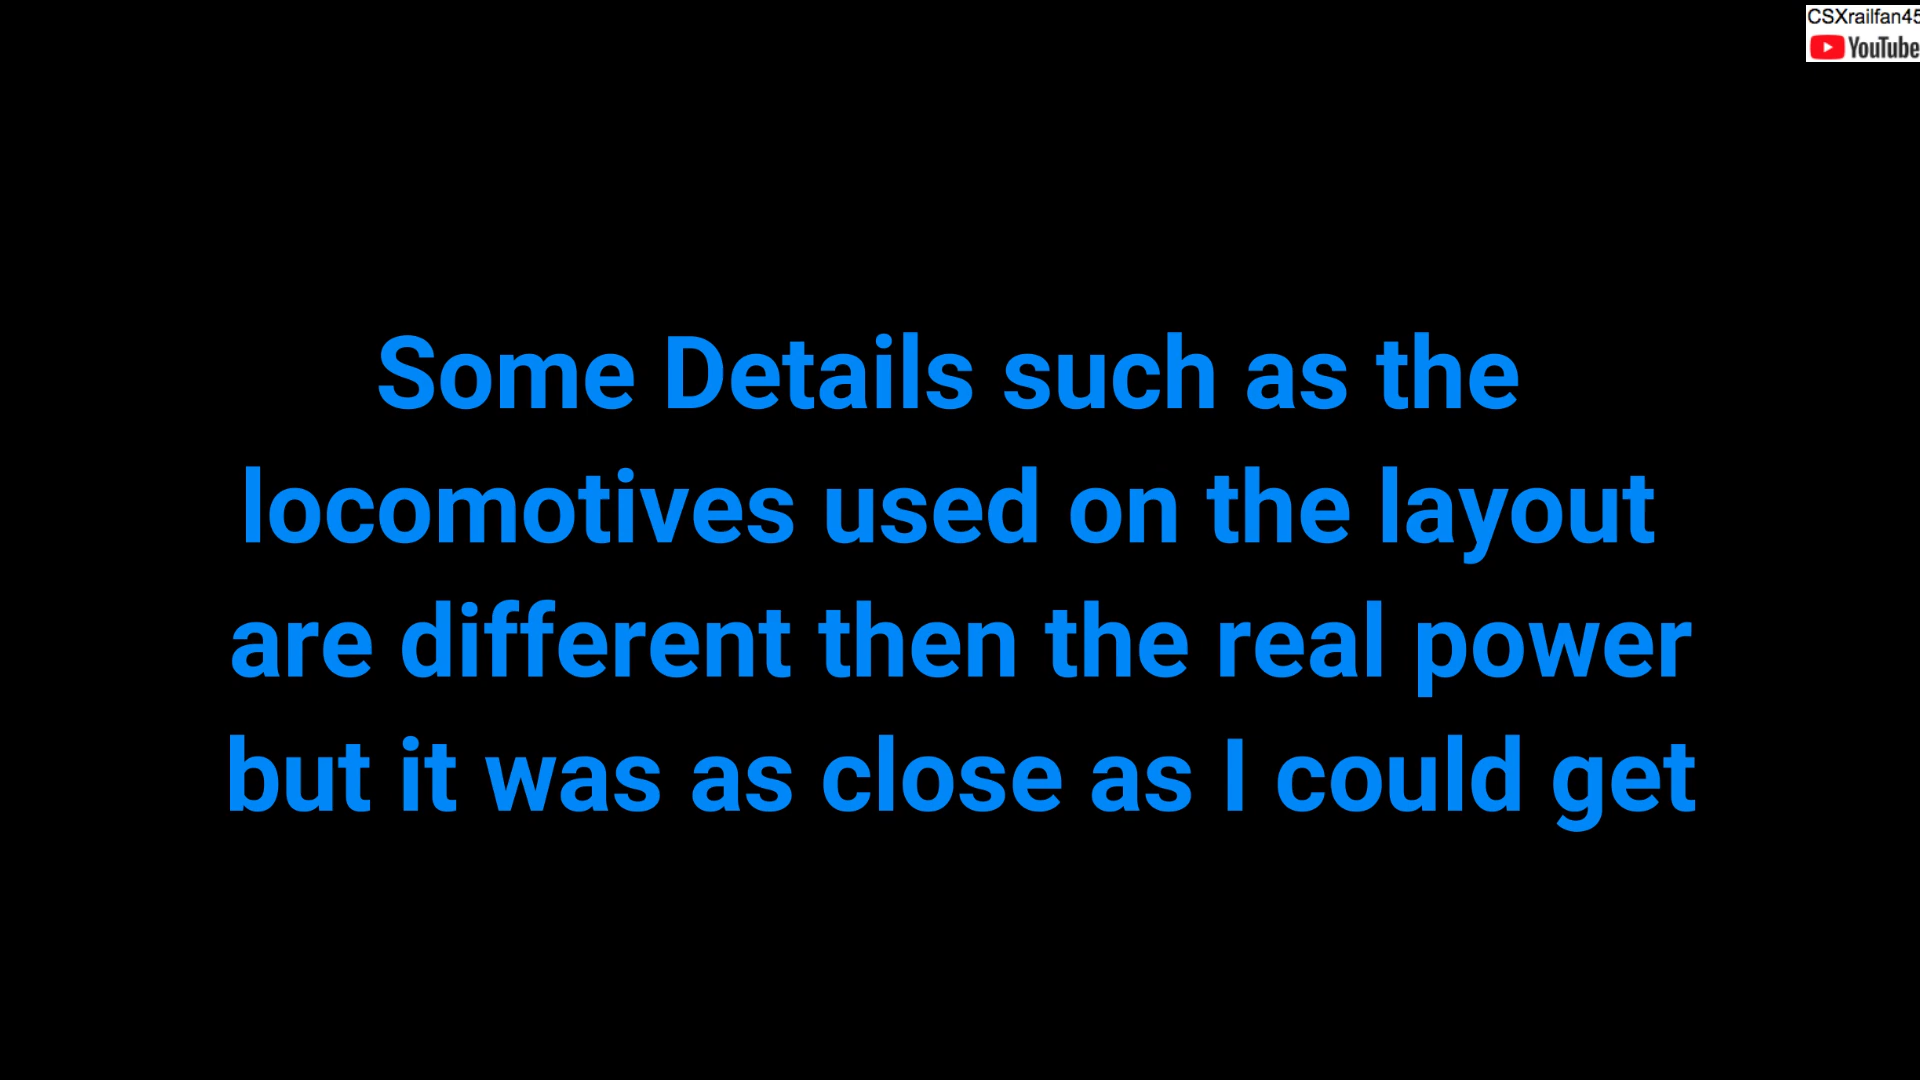 CSXrailfan45
YouTube
Some Details such as the
locomotives used on the layout
are different then the real power
but it was as close as I could get